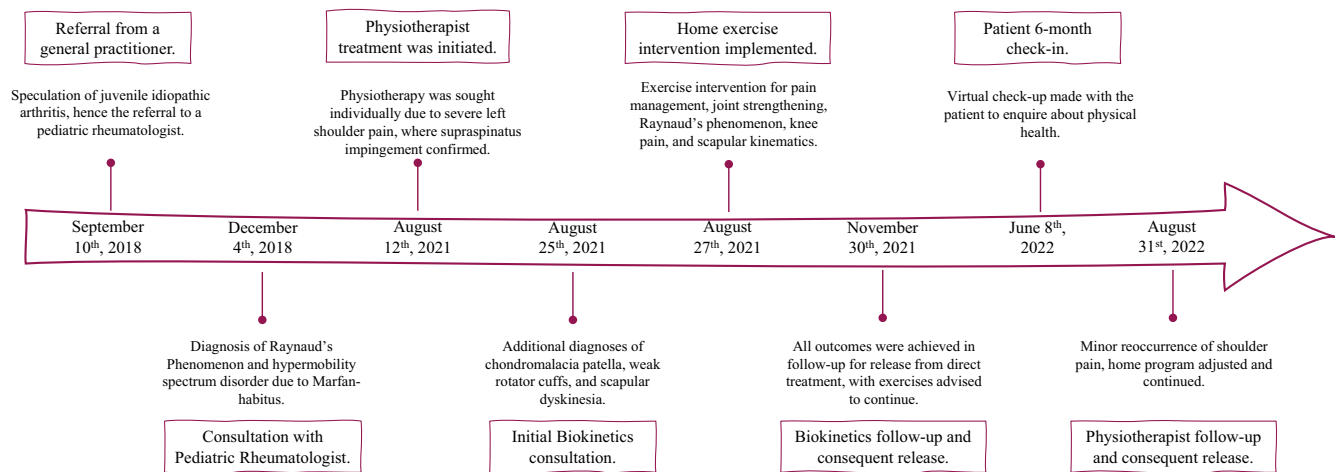 Referral from a
general practitioner.
Speculation of juvenile idiopathic
arthritis, hence the referral to a
pediatric rheumatologist.
Physiotherapist
treatment was initiated.
Physiotherapy was sought
individually due to severe left
shoulder pain, where supraspinatus
impingement confirmed.
Home exercise
intervention implemented.
Exercise intervention for pain
management, joint strengthening,
Raynaud’s phenomenon, knee
pain, and scapular kinematics.
Patient 6-month
check-in.
Virtual check-up made with the
patient to enquire about physical
health.
September
10th, 2018
December
4th, 2018
August
12th, 2021
August
25th, 2021
August
27th, 2021
November
30th, 2021
June 8th,
2022
August
31st, 2022
Diagnosis of Raynaud’s
Phenomenon and hypermobility
spectrum disorder due to Marfan-
habitus.
Consultation with
Pediatric Rheumatologist.
Additional diagnoses of
chondromalacia patella, weak
rotator cuffs, and scapular
dyskinesia.
Initial Biokinetics
consultation.
All outcomes were achieved in
follow-up for release from direct
treatment, with exercises advised
to continue.
Biokinetics follow-up and
consequent release.
Minor reoccurrence of shoulder
pain, home program adjusted and
continued.
Physiotherapist follow-up
and consequent release.